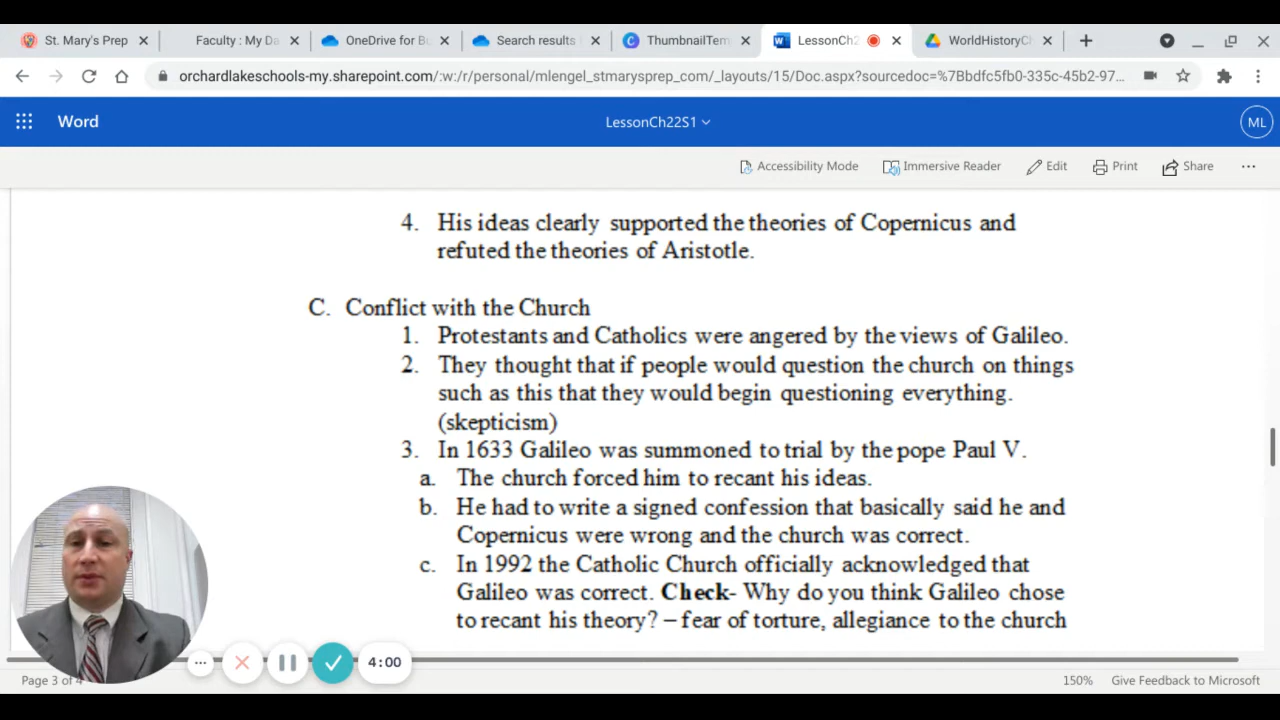 St. Mary's Prep
Faculty : My Da
OneDrive for Bu
Search results
ThumbnailTem
LessonCh2
WorldHistoryCl
orchardlakeschools-my.sharepoint.com/:w:/r/personal/mlengel_stmarysprep_com/_layouts/15/Doc.aspx?sourcedoc=%7Bbdfc5fb0-335c-45b2-97...
Word
LessonCh22S1
ML
Accessibility Mode
Immersive Reader
Edit
Print
Share
4. His ideas clearly supported the theories of Copernicus and
refuted the theories of Aristotle.
C. Conflict with the Church
1. Protestants and Catholics were angered by the views of Galileo.
2. They thought that if people would question the church on things
such as this that they would begin questioning everything.
(skepticism)
3. In 1633 Galileo was summoned to trial by the pope Paul V.
a. The church forced him to recant his ideas.
b. He had to write a signed confession that basically said he and
Copernicus were wrong and the church was correct.
c. In 1992 the Catholic Church officially acknowledged that
Galileo was correct. Check- Why do you think Galileo chose
to recant his theory? – fear of torture, allegiance to the church
4:00
Page 3 of 4
150%
Give Feedback to Microsoft